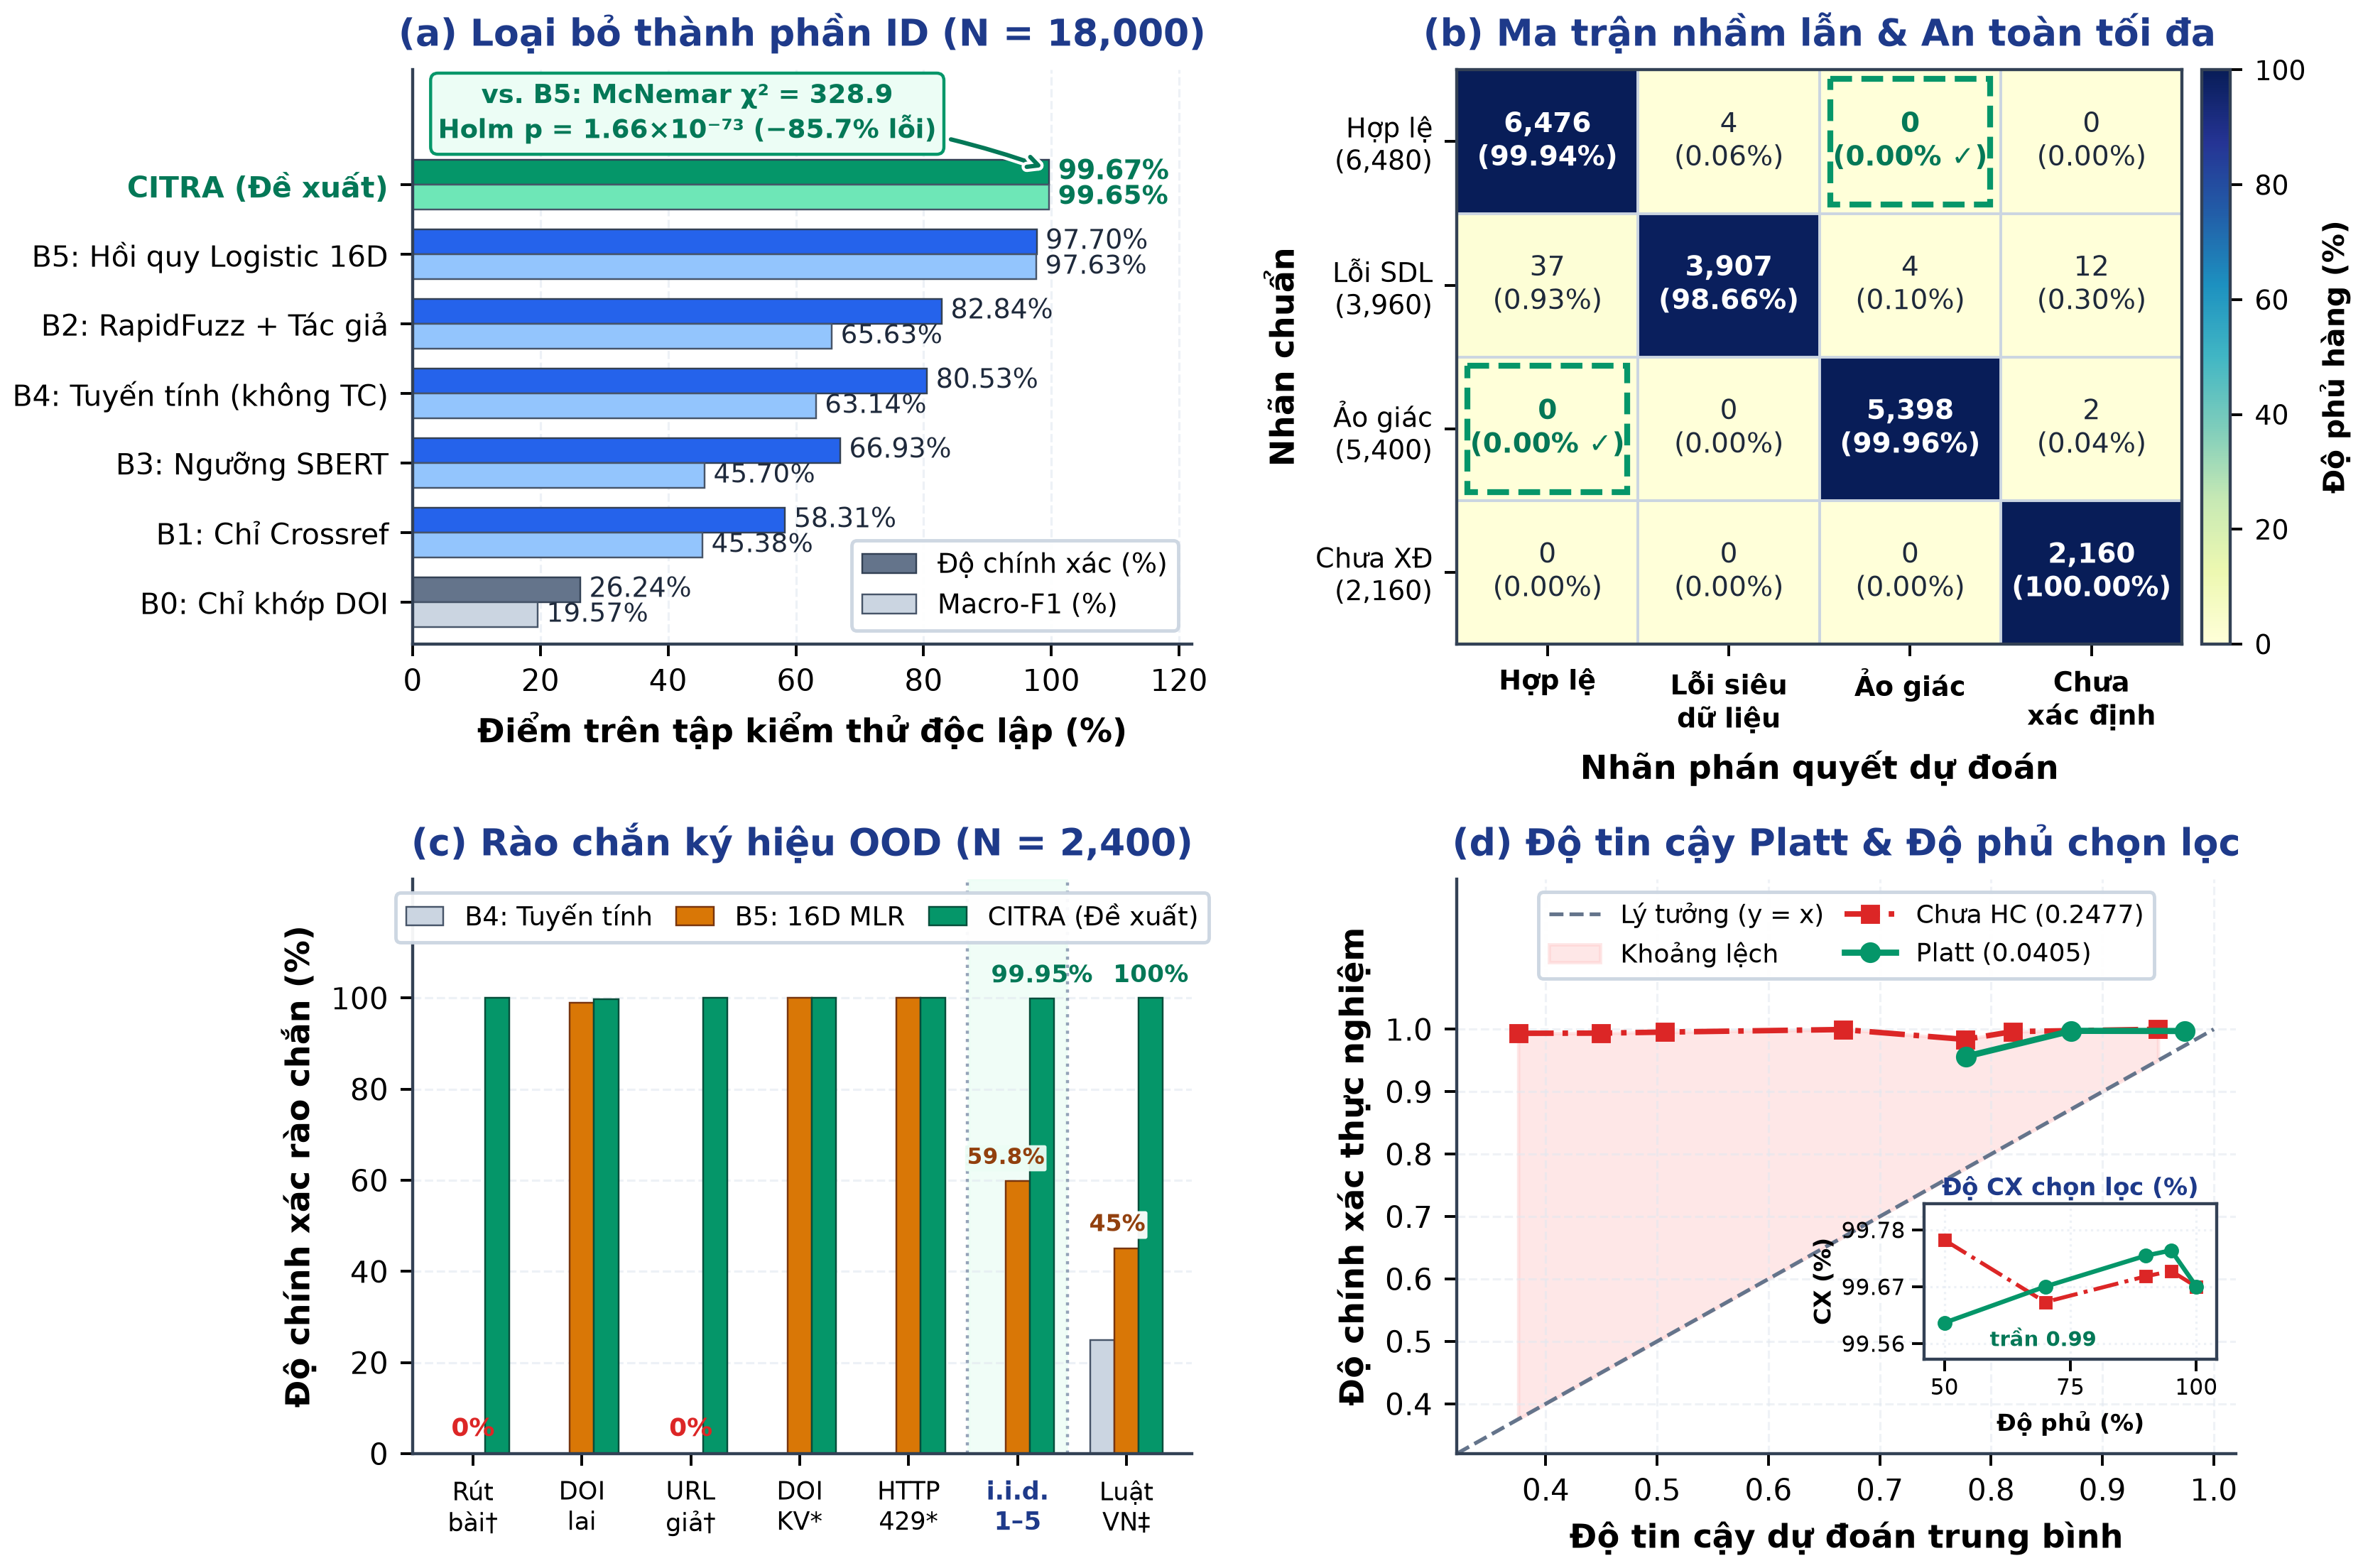 (a) Loại bỏ thành phần ID (N = 18,000)
vs. B5: McNemar χ² = 328.9
Holm p = 1.66×10⁻⁷³ (−85.7% lỗi)
CITRA (Đề xuất)
99.67%
99.65%
B5: Hồi quy Logistic 16D
97.70%
97.63%
B2: RapidFuzz + Tác giả
82.84%
65.63%
B4: Tuyến tính (không TC)
80.53%
63.14%
B3: Ngưỡng SBERT
66.93%
45.70%
B1: Chỉ Crossref
58.31%
45.38%
B0: Chỉ khớp DOI
26.24%
19.57%
Độ chính xác (%)
Macro-F1 (%)
0 20 40 60 80 100 120
Điểm trên tập kiểm thử độc lập (%)
(b) Ma trận nhầm lẫn & An toàn tối đa
Nhãn chuẩn
Hợp lệ
(6,480)
6,476 4 0 0
(99.94%) (0.06%) (0.00% ✓) (0.00%)
Lỗi SDL
(3,960)
37 3,907 4 12
(0.93%) (98.66%) (0.10%) (0.30%)
Ảo giác
(5,400)
0 0 5,398 2
(0.00% ✓) (0.00%) (99.96%) (0.04%)
Chưa XĐ
(2,160)
0 0 0 2,160
(0.00%) (0.00%) (0.00%) (100.00%)
Hợp lệ
Lỗi siêu
dữ liệu
Ảo giác
Chưa
xác định
Nhãn phán quyết dự đoán
100
80
60
40
20
0
Độ phủ hàng (%)
(c) Rào chắn ký hiệu OOD (N = 2,400)
B4: Tuyến tính B5: 16D MLR CITRA (Đề xuất)
Độ chính xác rào chắn (%)
100
80
60
40
20
0
99.95% 100%
59.8%
45%
0% 0%
Rút
bài†
DOI
lai
URL
giả†
DOI
KV*
HTTP
429*
i.i.d.
1–5
Luật
VN‡
(d) Độ tin cậy Platt & Độ phủ chọn lọc
Lý tưởng (y = x) Chưa HC (0.2477)
Khoảng lệch Platt (0.0405)
Độ chính xác thực nghiệm
1.0
0.9
0.8
0.7
0.6
0.5
0.4
Độ CX chọn lọc (%)
CX (%)
99.78
99.67
99.56
trần 0.99
50 75 100
Độ phủ (%)
0.4 0.5 0.6 0.7 0.8 0.9 1.0
Độ tin cậy dự đoán trung bình